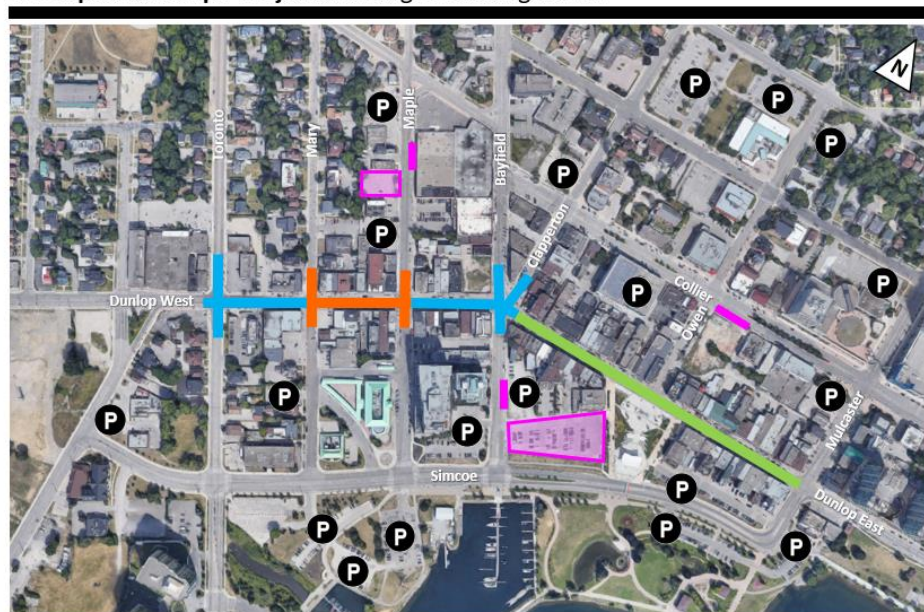 N
P
P
P
Maple
P
Toronto
Mary
Bayfield
P
Clapperton
P
P
Collier
P
Owen
Dunlop West
P
P
P
Mulcaster
P
P
Simcoe
P
Dunlop East
P
P
P
P
P